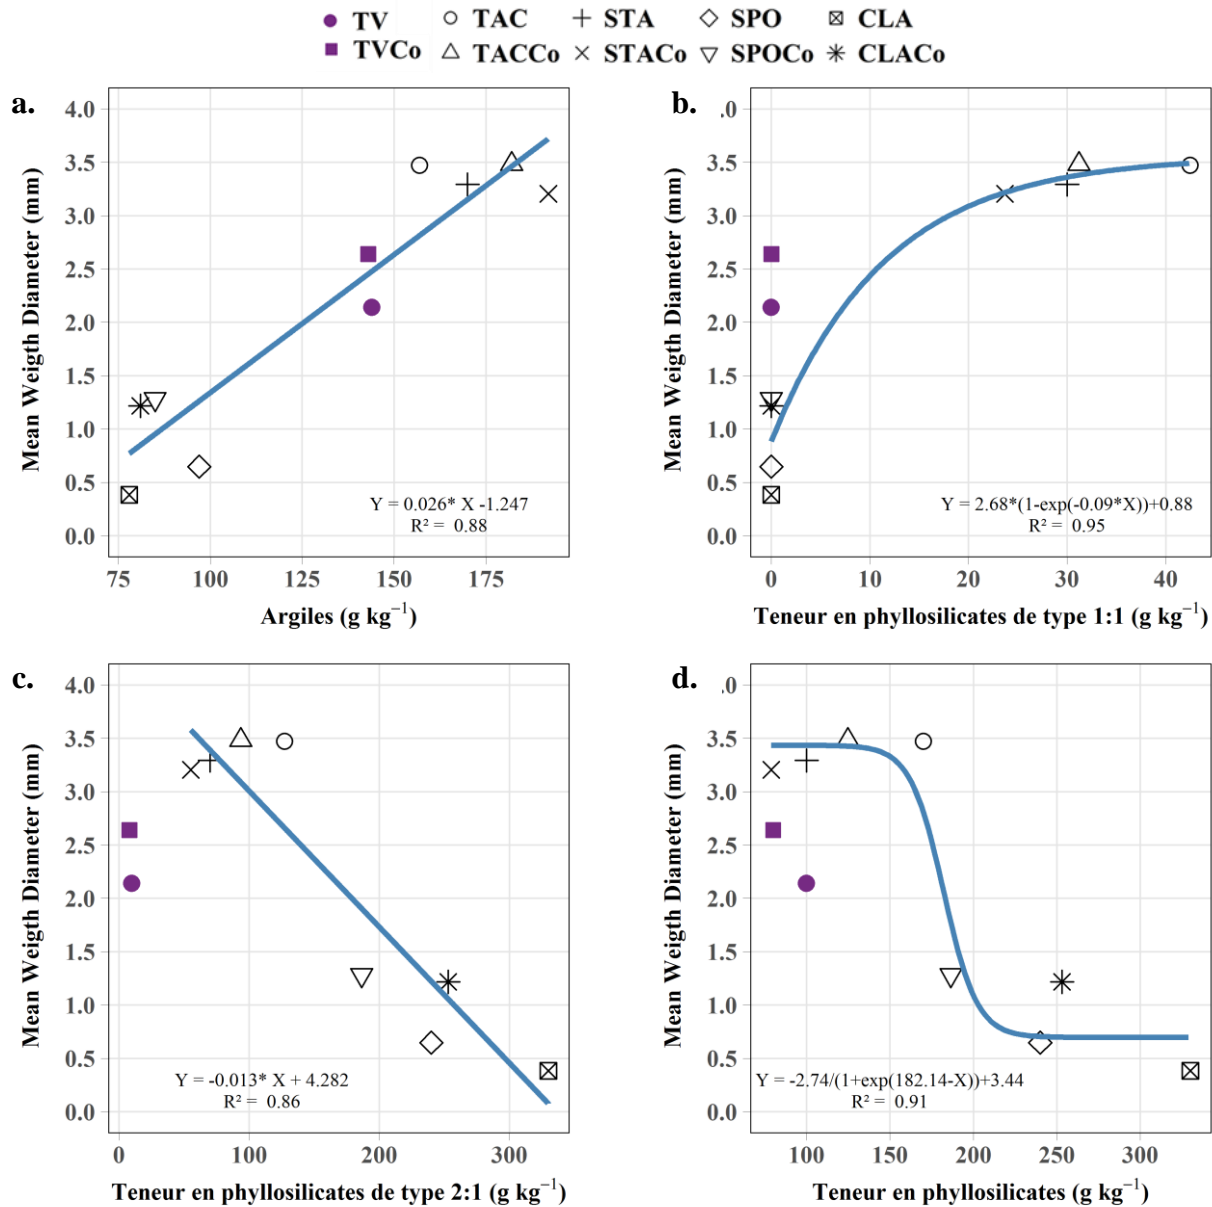 TV TAC STA SPO CLA
TVCo TACCo STACo SPOCo CLACo
a.
4.0
3.5
3.0
2.5
2.0
1.5
1.0
0.5
0.0
Mean Weigth Diameter (mm)
Y = 0.026* X -1.247
R² = 0.88
75 100 125 150 175
Argiles (g kg⁻¹)
b.
.0
3.5
3.0
2.5
2.0
1.5
1.0
0.5
0.0
Mean Weigth Diameter (mm)
Y = 2.68*(1-exp(-0.09*X))+0.88
R² = 0.95
0 10 20 30 40
Teneur en phyllosilicates de type 1:1 (g kg⁻¹)
c.
4.0
3.5
3.0
2.5
2.0
1.5
1.0
0.5
0.0
Mean Weigth Diameter (mm)
Y = -0.013* X + 4.282
R² = 0.86
0 100 200 300
Teneur en phyllosilicates de type 2:1 (g kg⁻¹)
d.
.0
3.5
3.0
2.5
2.0
1.5
1.0
0.5
0.0
Mean Weigth Diameter (mm)
Y = -2.74/(1+exp(182.14-X))+3.44
R² = 0.91
100 150 200 250 300
Teneur en phyllosilicates (g kg⁻¹)